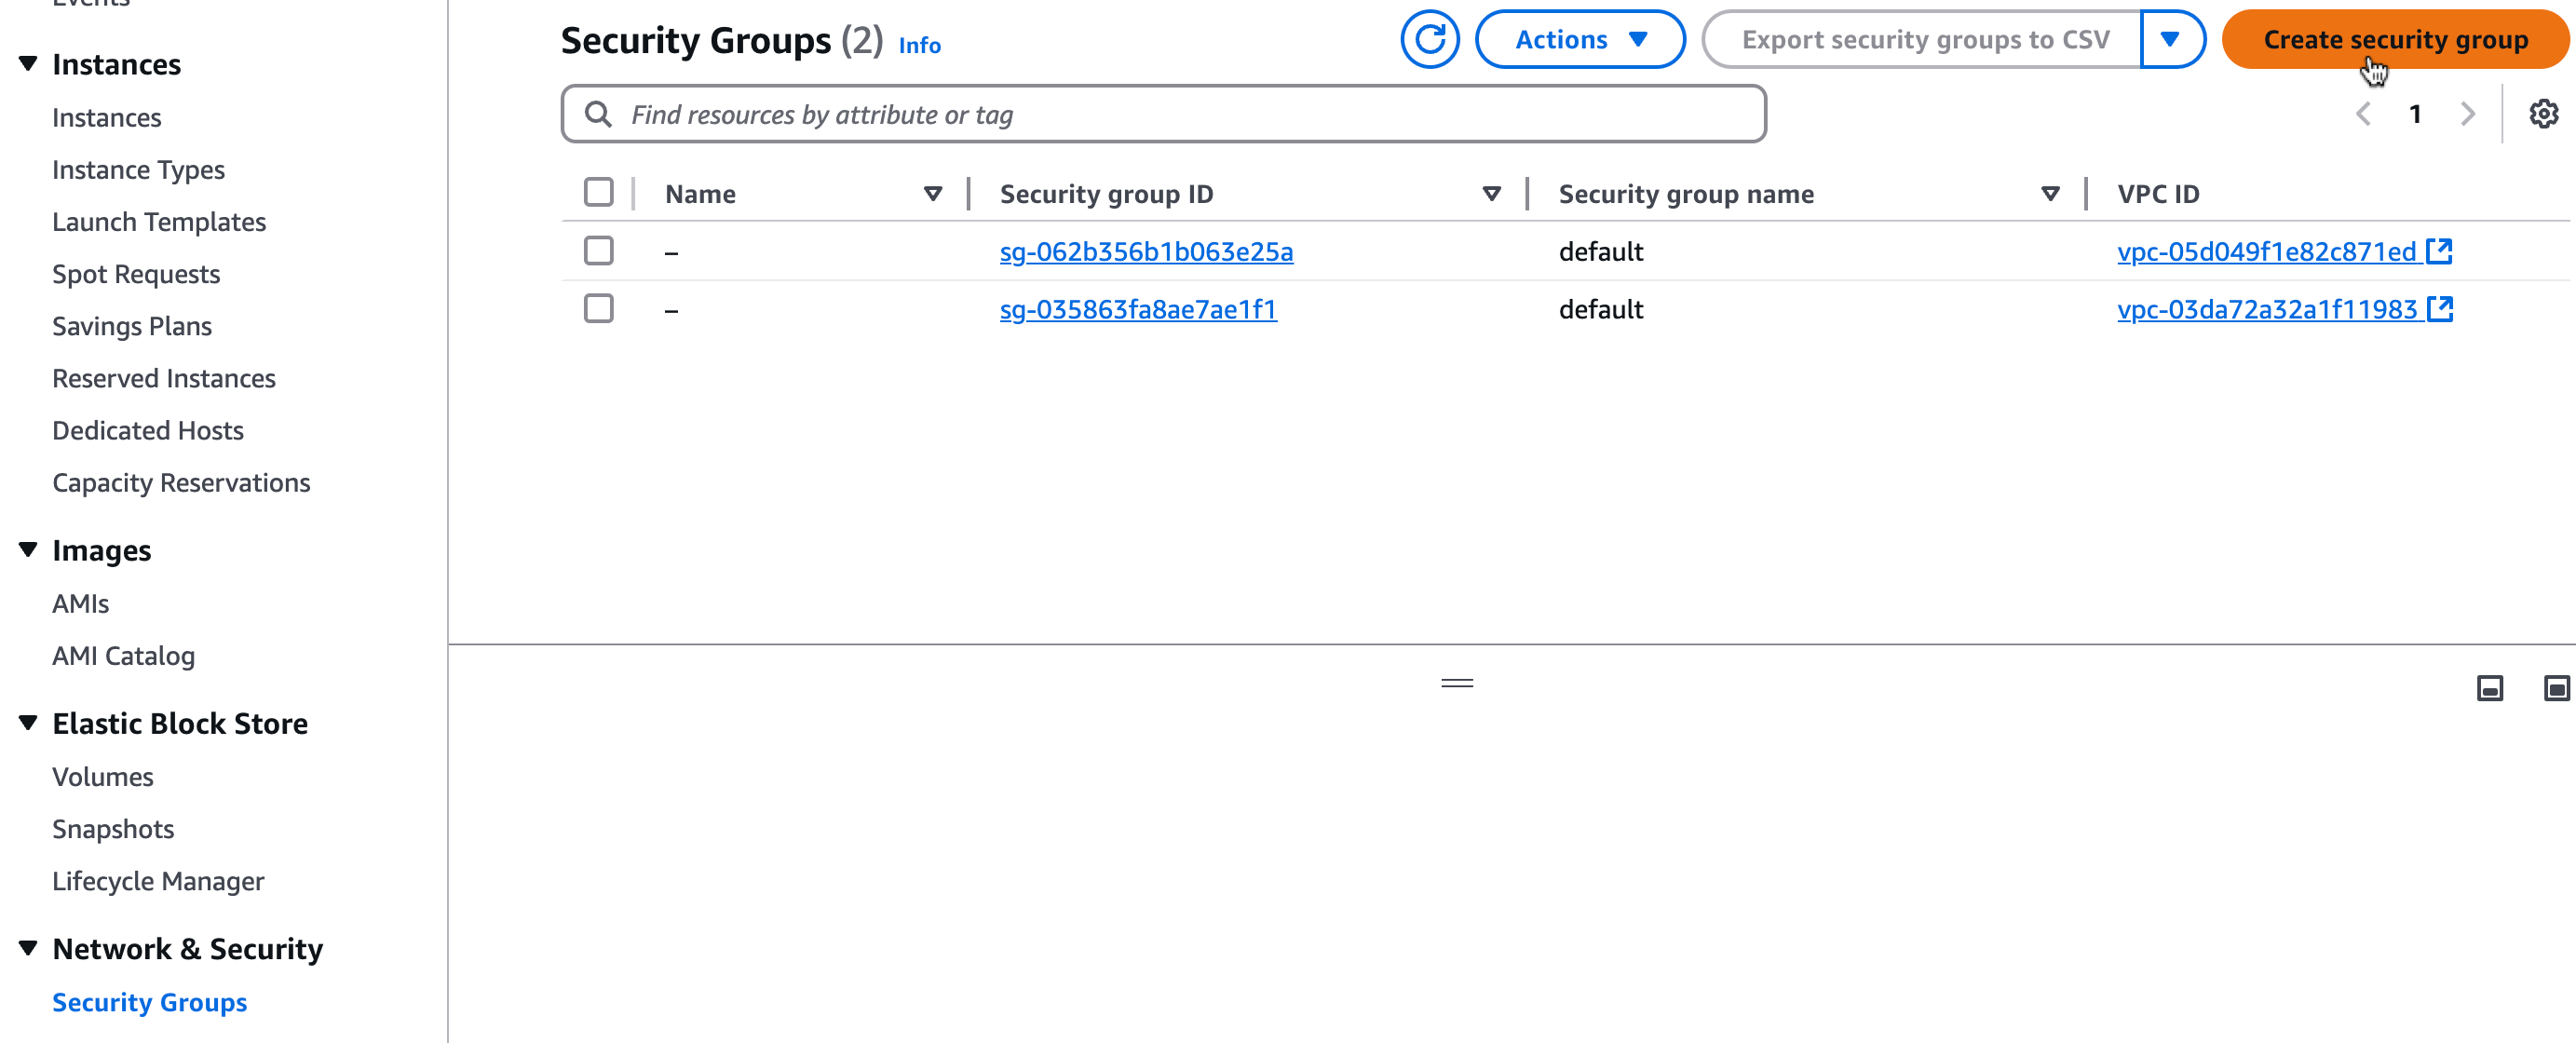 Events
Instances
Instances
Instance Types
Launch Templates
Spot Requests
Savings Plans
Reserved Instances
Dedicated Hosts
Capacity Reservations
Images
AMIs
AMI Catalog
Elastic Block Store
Volumes
Snapshots
Lifecycle Manager
Network & Security
Security Groups
Security Groups (2) Info
Actions
Export security groups to CSV
Create security group
Find resources by attribute or tag
1
Name Security group ID Security group name VPC ID
– sg-062b356b1b063e25a default vpc-05d049f1e82c871ed
– sg-035863fa8ae7ae1f1 default vpc-03da72a32a1f11983